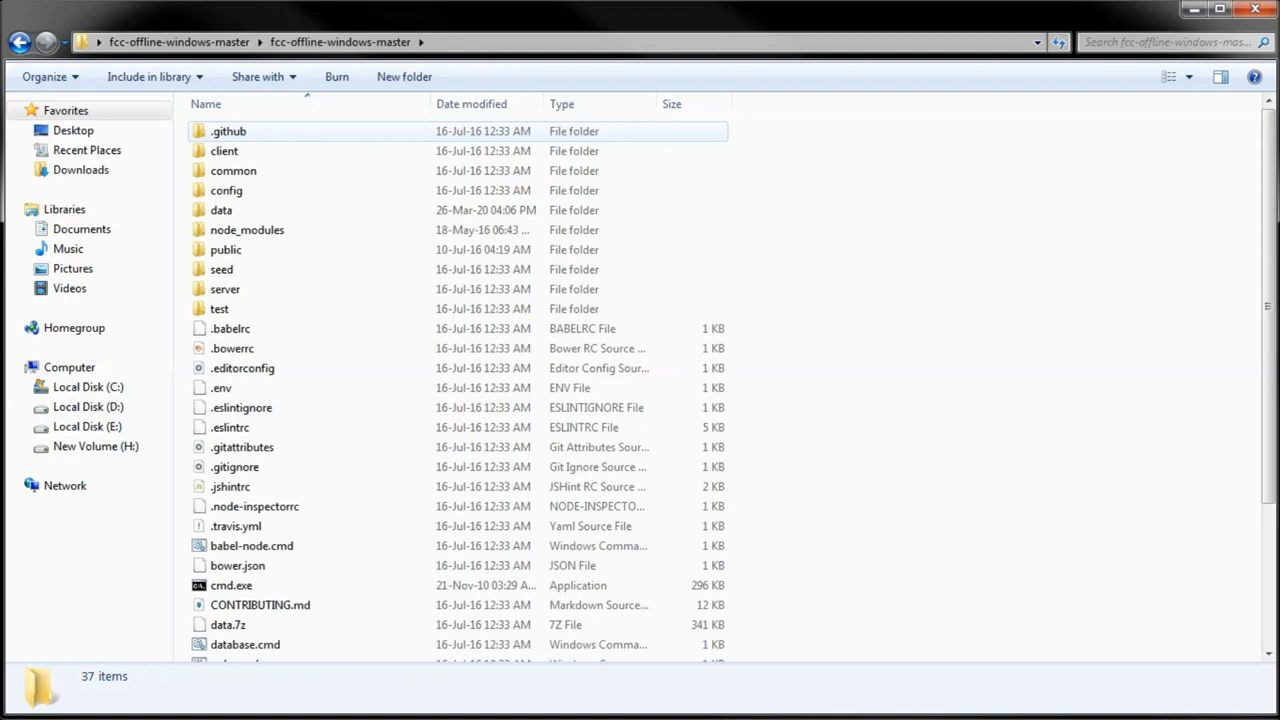 fcc-offline-windows-master fcc-offline-windows-master Search fcc-offline-windows-mas...
Organize Include in library Share with Burn New folder
Favorites
Desktop
Recent Places
Downloads
Libraries
Documents
Music
Pictures
Videos
Homegroup
Computer
Local Disk (C:)
Local Disk (D:)
Local Disk (E:)
New Volume (H:)
Network
Name Date modified Type Size
.github 16-Jul-16 12:33 AM File folder
client 16-Jul-16 12:33 AM File folder
common 16-Jul-16 12:33 AM File folder
config 16-Jul-16 12:33 AM File folder
data 26-Mar-20 04:06 PM File folder
node_modules 18-May-16 06:43 ... File folder
public 10-Jul-16 04:19 AM File folder
seed 16-Jul-16 12:33 AM File folder
server 16-Jul-16 12:33 AM File folder
test 16-Jul-16 12:33 AM File folder
.babelrc 16-Jul-16 12:33 AM BABELRC File 1 KB
.bowerrc 16-Jul-16 12:33 AM Bower RC Source ... 1 KB
.editorconfig 16-Jul-16 12:33 AM Editor Config Sour... 1 KB
.env 16-Jul-16 12:33 AM ENV File 1 KB
.eslintignore 16-Jul-16 12:33 AM ESLINTIGNORE File 1 KB
.eslintrc 16-Jul-16 12:33 AM ESLINTRC File 5 KB
.gitattributes 16-Jul-16 12:33 AM Git Attributes Sour... 1 KB
.gitignore 16-Jul-16 12:33 AM Git Ignore Source ... 1 KB
.jshintrc 16-Jul-16 12:33 AM JSHint RC Source ... 2 KB
.node-inspectorrc 16-Jul-16 12:33 AM NODE-INSPECTO... 1 KB
.travis.yml 16-Jul-16 12:33 AM Yaml Source File 1 KB
babel-node.cmd 16-Jul-16 12:33 AM Windows Comma... 1 KB
bower.json 16-Jul-16 12:33 AM JSON File 1 KB
cmd.exe 21-Nov-10 03:29 A... Application 296 KB
CONTRIBUTING.md 16-Jul-16 12:33 AM Markdown Source... 12 KB
data.7z 16-Jul-16 12:33 AM 7Z File 341 KB
database.cmd 16-Jul-16 12:33 AM Windows Comma... 1 KB
37 items